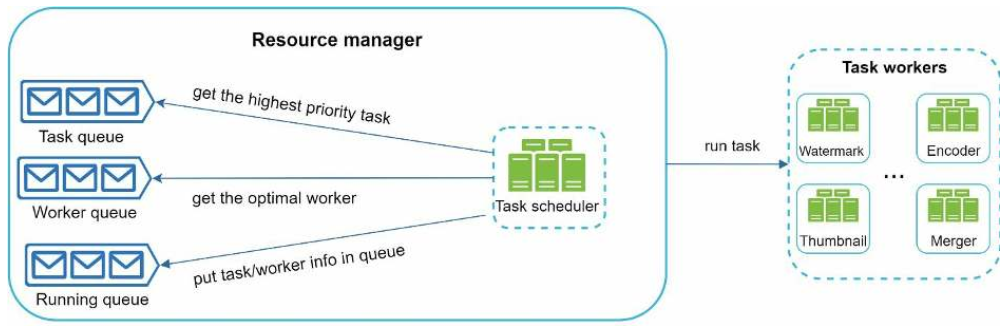 Resource manager
get the highest priority task
Task queue
get the optimal worker
Worker queue
Task scheduler
put task/worker info in queue
Running queue
run task
Task workers
Watermark
Encoder
...
Thumbnail
Merger